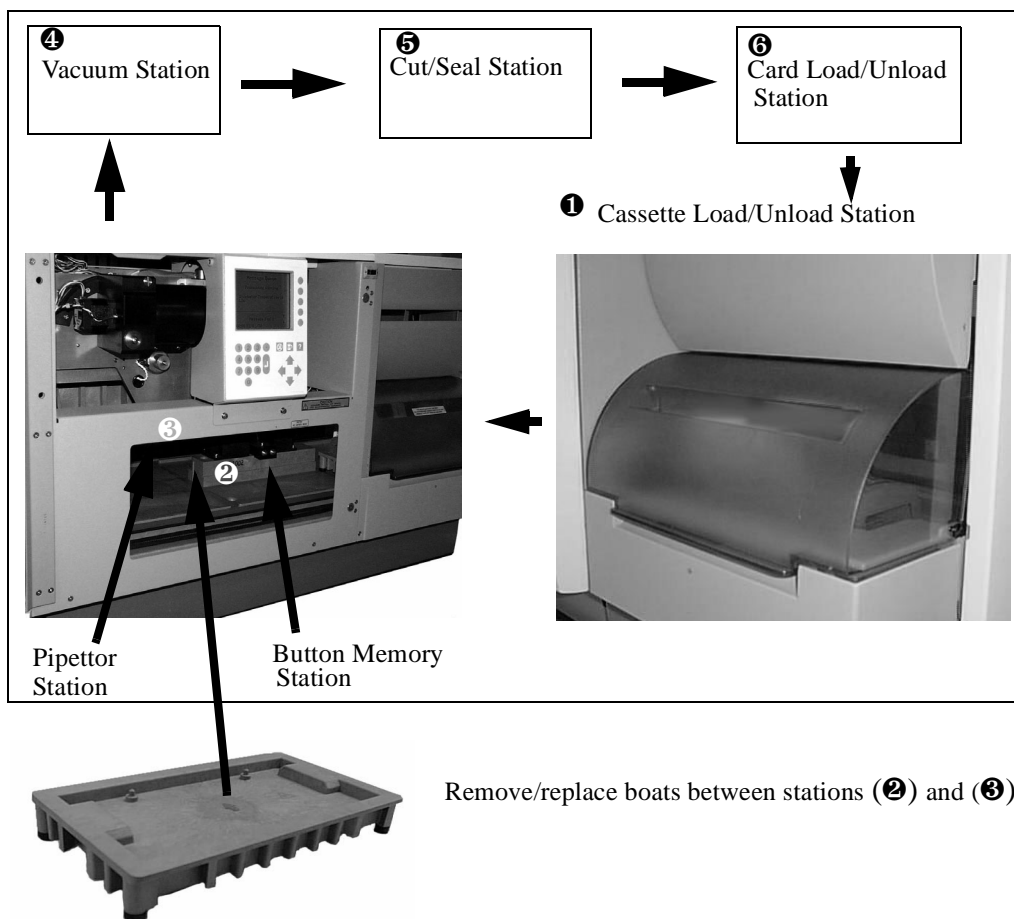 ❹
Vacuum Station
❺
Cut/Seal Station
❻
Card Load/Unload
Station
❶ Cassette Load/Unload Station
❸
❷
Pipettor
Station
Button Memory
Station
Remove/replace boats between stations (❷) and (❸)